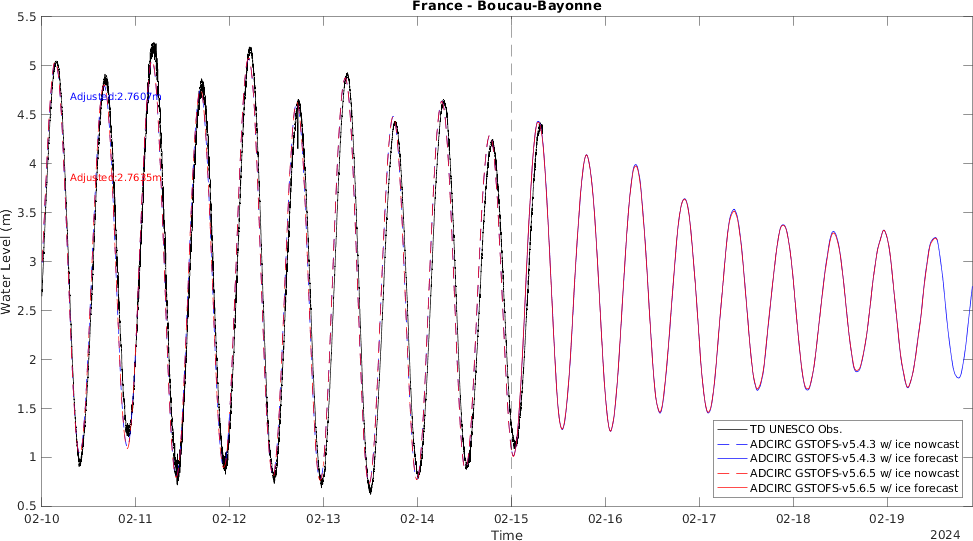 France - Boucau-Bayonne
5.5
5
4.5
4
3.5
3
2.5
2
1.5
1
0.5
Water Level (m)
Adjusted:2.7607m
Adjusted:2.7635m
TD UNESCO Obs.
ADCIRC GSTOFS-v5.4.3 w/ ice nowcast
ADCIRC GSTOFS-v5.4.3 w/ ice forecast
ADCIRC GSTOFS-v5.6.5 w/ ice nowcast
ADCIRC GSTOFS-v5.6.5 w/ ice forecast
02-10 02-11 02-12 02-13 02-14 02-15 02-16 02-17 02-18 02-19
Time
2024